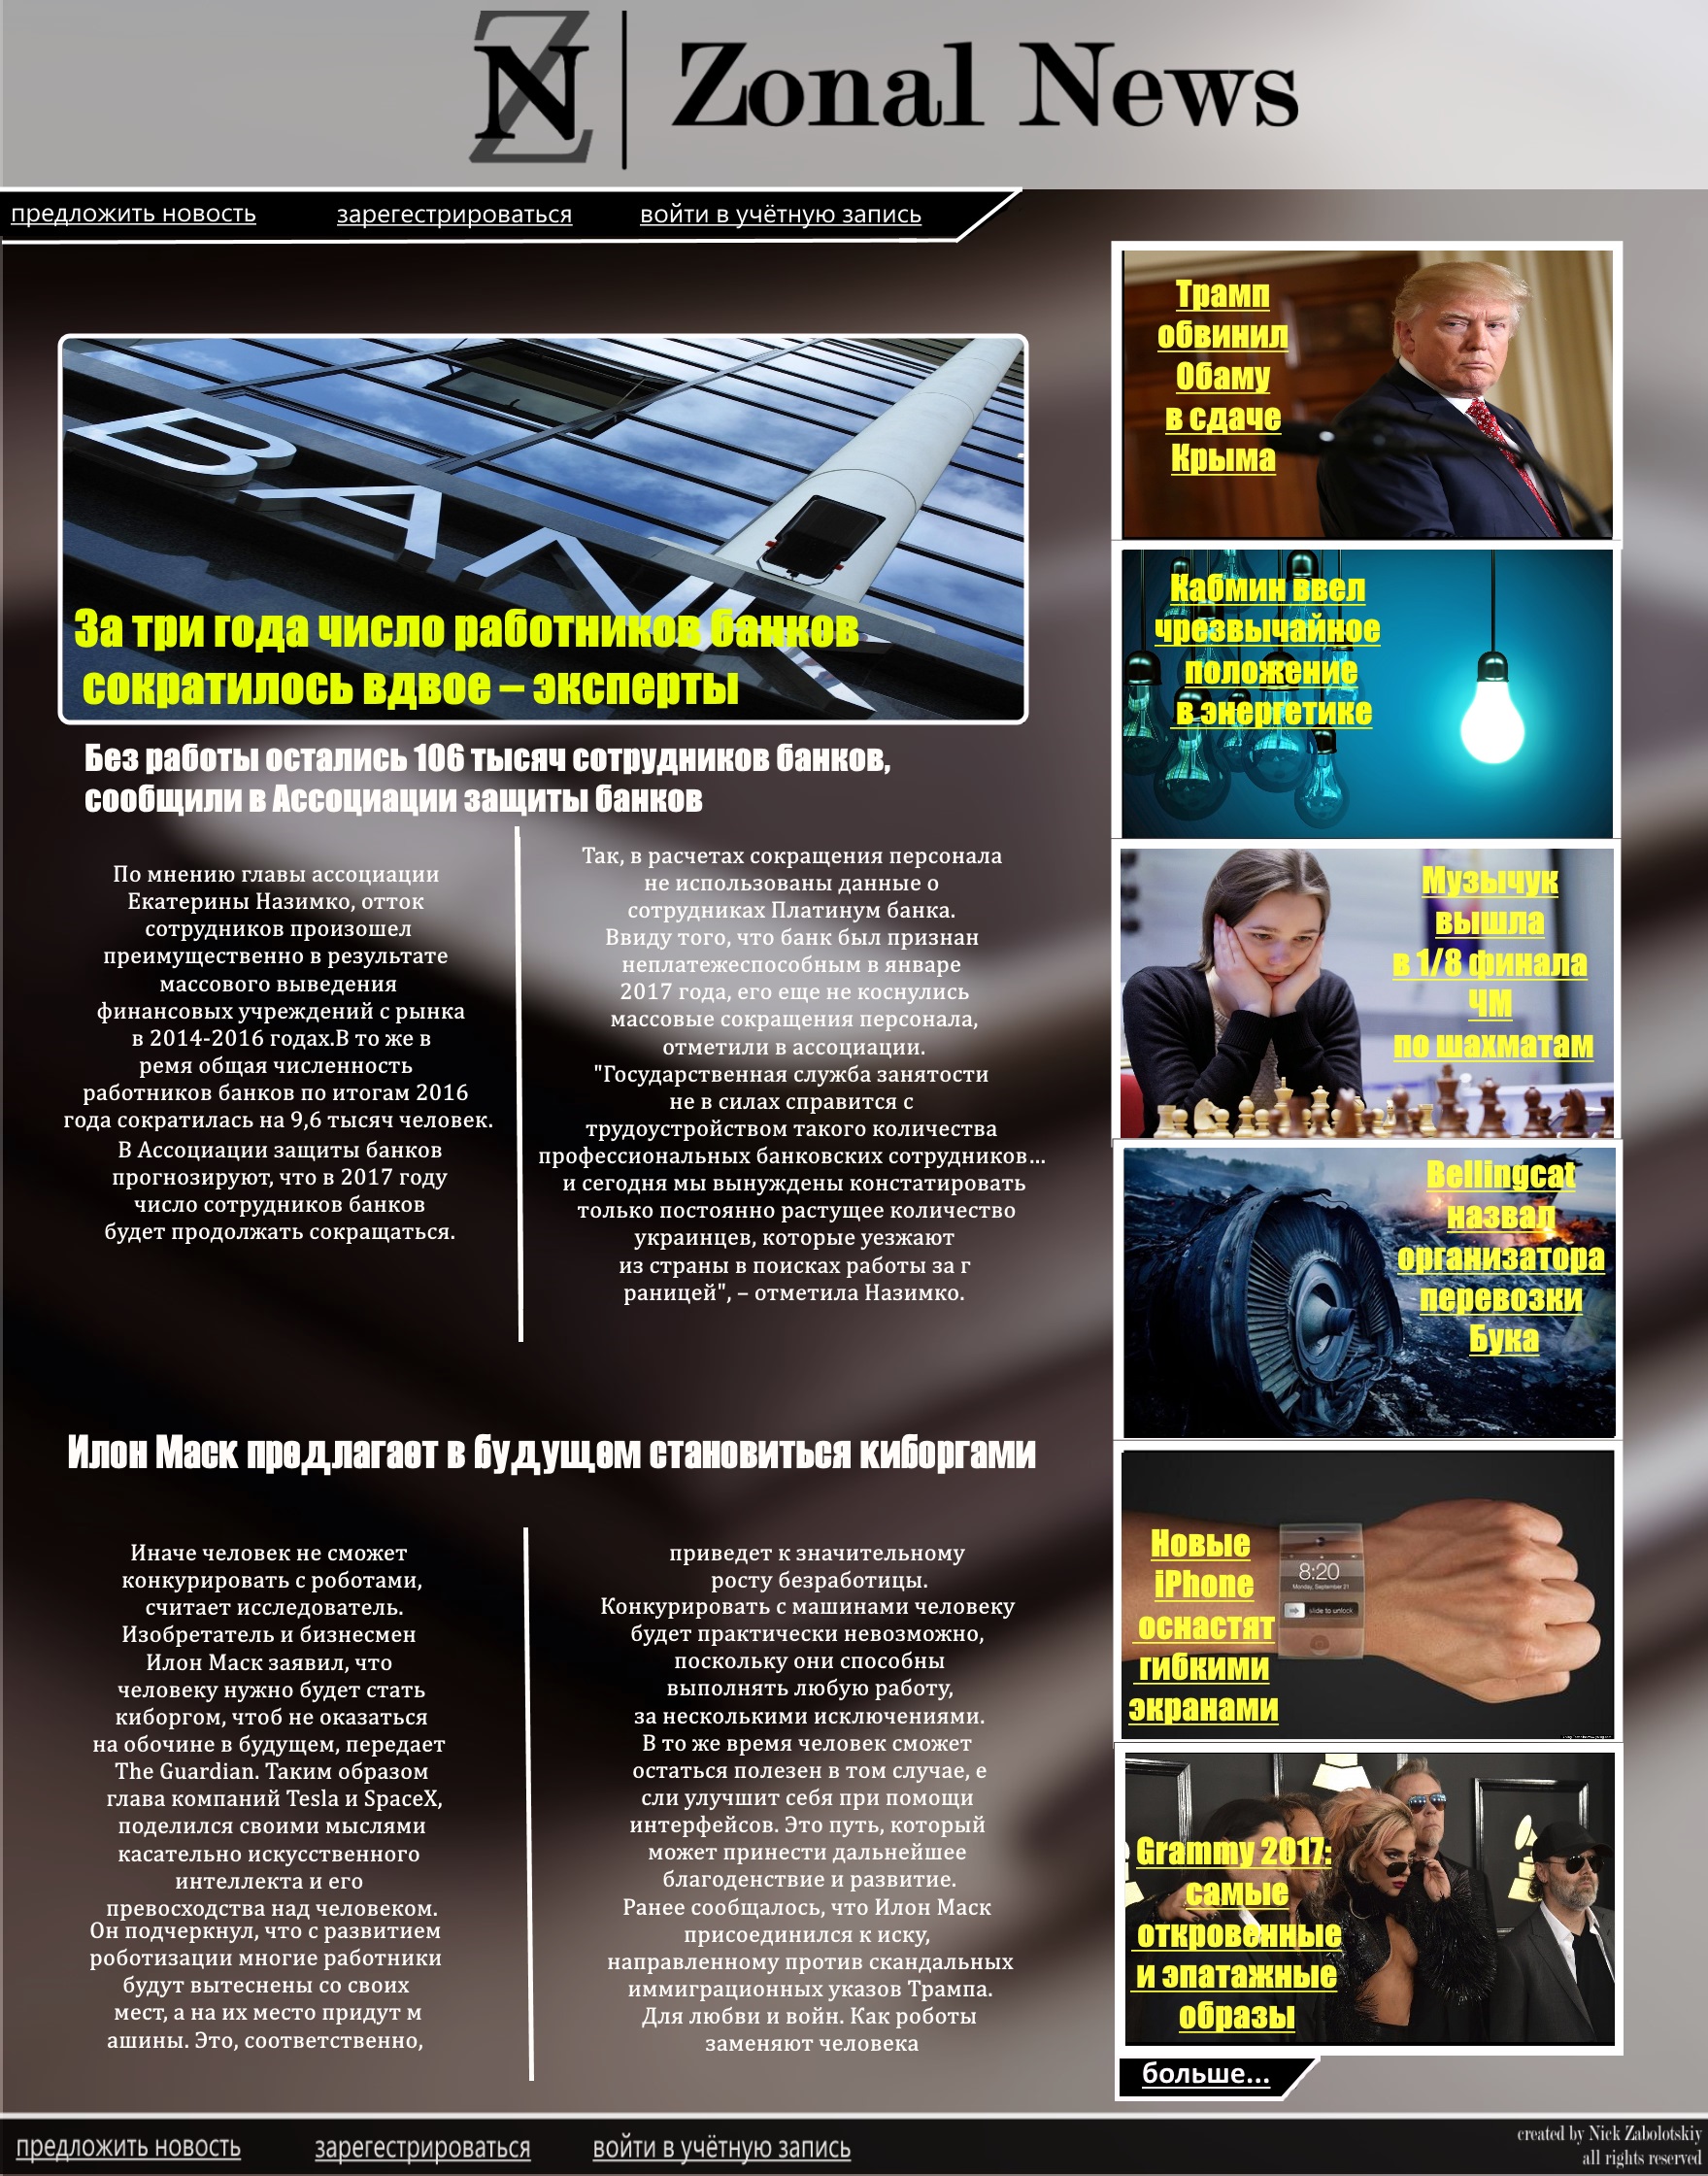 ZN
Zonal News
предложить новость
зарегестрироваться
войти в учётную запись
BANK
За три года число работников банков
сократилось вдвое – эксперты
Без работы остались 106 тысяч сотрудников банков,
сообщили в Ассоциации защиты банков
По мнению главы ассоциации
Екатерины Назимко, отток
сотрудников произошел
преимущественно в результате
массового выведения
финансовых учреждений с рынка
в 2014-2016 годах.В то же в
ремя общая численность
работников банков по итогам 2016
года сократилась на 9,6 тысяч человек.
В Ассоциации защиты банков
прогнозируют, что в 2017 году
число сотрудников банков
будет продолжать сокращаться.
Так, в расчетах сокращения персонала
не использованы данные о
сотрудниках Платинум банка.
Ввиду того, что банк был признан
неплатежеспособным в январе
2017 года, его еще не коснулись
массовые сокращения персонала,
отметили в ассоциации.
"Государственная служба занятости
не в силах справится с
трудоустройством такого количества
профессиональных банковских сотрудников...
и сегодня мы вынуждены констатировать
только постоянно растущее количество
украинцев, которые уезжают
из страны в поисках работы за г
раницей", – отметила Назимко.
Илон Маск предлагает в будущем становиться киборгами
Иначе человек не сможет
конкурировать с роботами,
считает исследователь.
Изобретатель и бизнесмен
Илон Маск заявил, что
человеку нужно будет стать
киборгом, чтоб не оказаться
на обочине в будущем, передает
The Guardian. Таким образом
глава компаний Tesla и SpaceX,
поделился своими мыслями
касательно искусственного
интеллекта и его
превосходства над человеком.
Он подчеркнул, что с развитием
роботизации многие работники
будут вытеснены со своих
мест, а на их место придут м
ашины. Это, соответственно,
приведет к значительному
росту безработицы.
Конкурировать с машинами человеку
будет практически невозможно,
поскольку они способны
выполнять любую работу,
за несколькими исключениями.
В то же время человек сможет
остаться полезен в том случае, е
сли улучшит себя при помощи
интерфейсов. Это путь, который
может принести дальнейшее
благоденствие и развитие.
Ранее сообщалось, что Илон Маск
присоединился к иску,
направленному против скандальных
иммиграционных указов Трампа.
Для любви и войн. Как роботы
заменяют человека
Трамп
обвинил
Обаму
в сдаче
Крыма
Кабмин ввел
чрезвычайное
положение
в энергетике
Музычук
вышла
в 1/8 финала
ЧМ
по шахматам
Bellingcat
назвал
организатора
перевозки
Бука
Новые
iPhone
оснастят
гибкими
экранами
8:20
Monday, September 21
slide to unlock
Grammy 2017:
самые
откровенные
и эпатажные
образы
больше...
предложить новость
зарегестрироваться
войти в учётную запись
created by Nick Zabolotskiy
all rights reserved